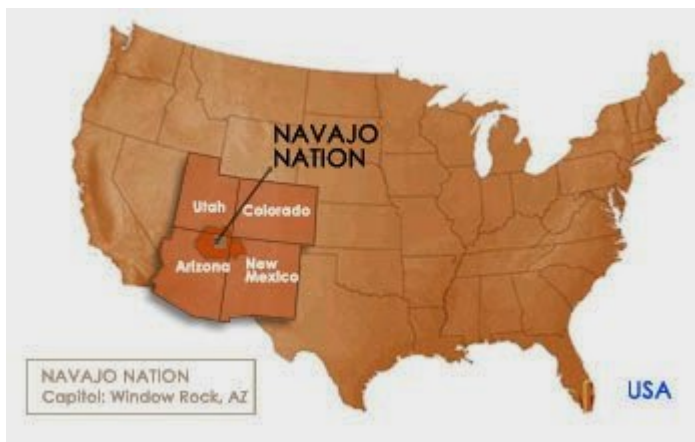 NAVAJO
NATION
Utah
Colorado
Arizona
New
Mexico
NAVAJO NATION
Capitol: Window Rock, AZ
USA